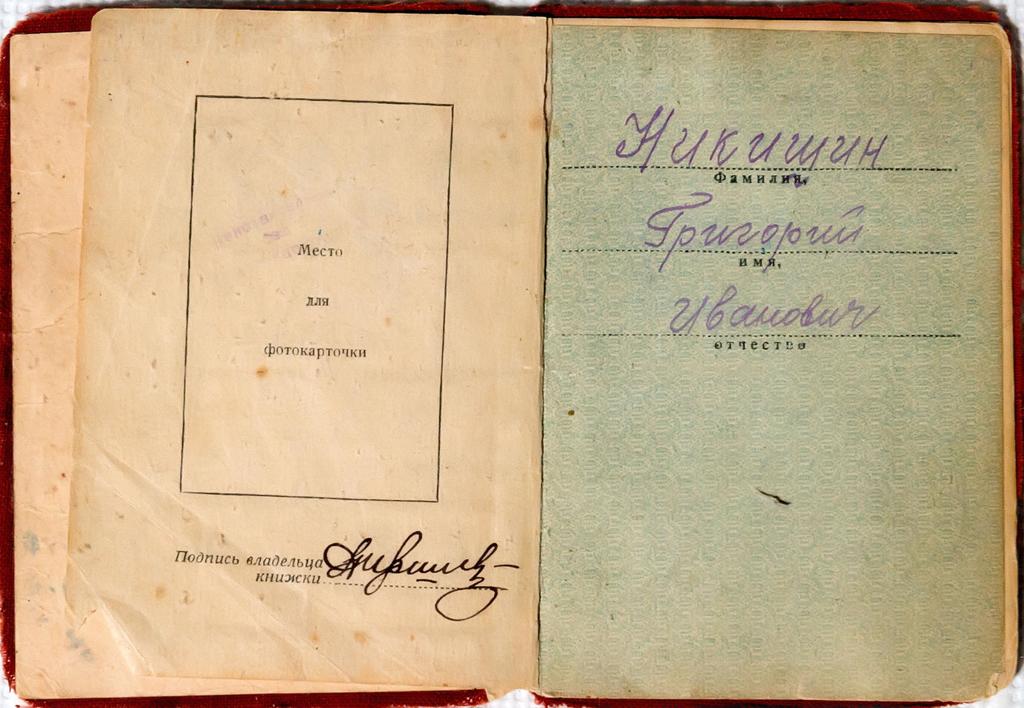 Место
для
фотокарточки
Подпись владельца
книжки
Никишин
Фамилия,
Григорий
имя,
Иванович
отчество